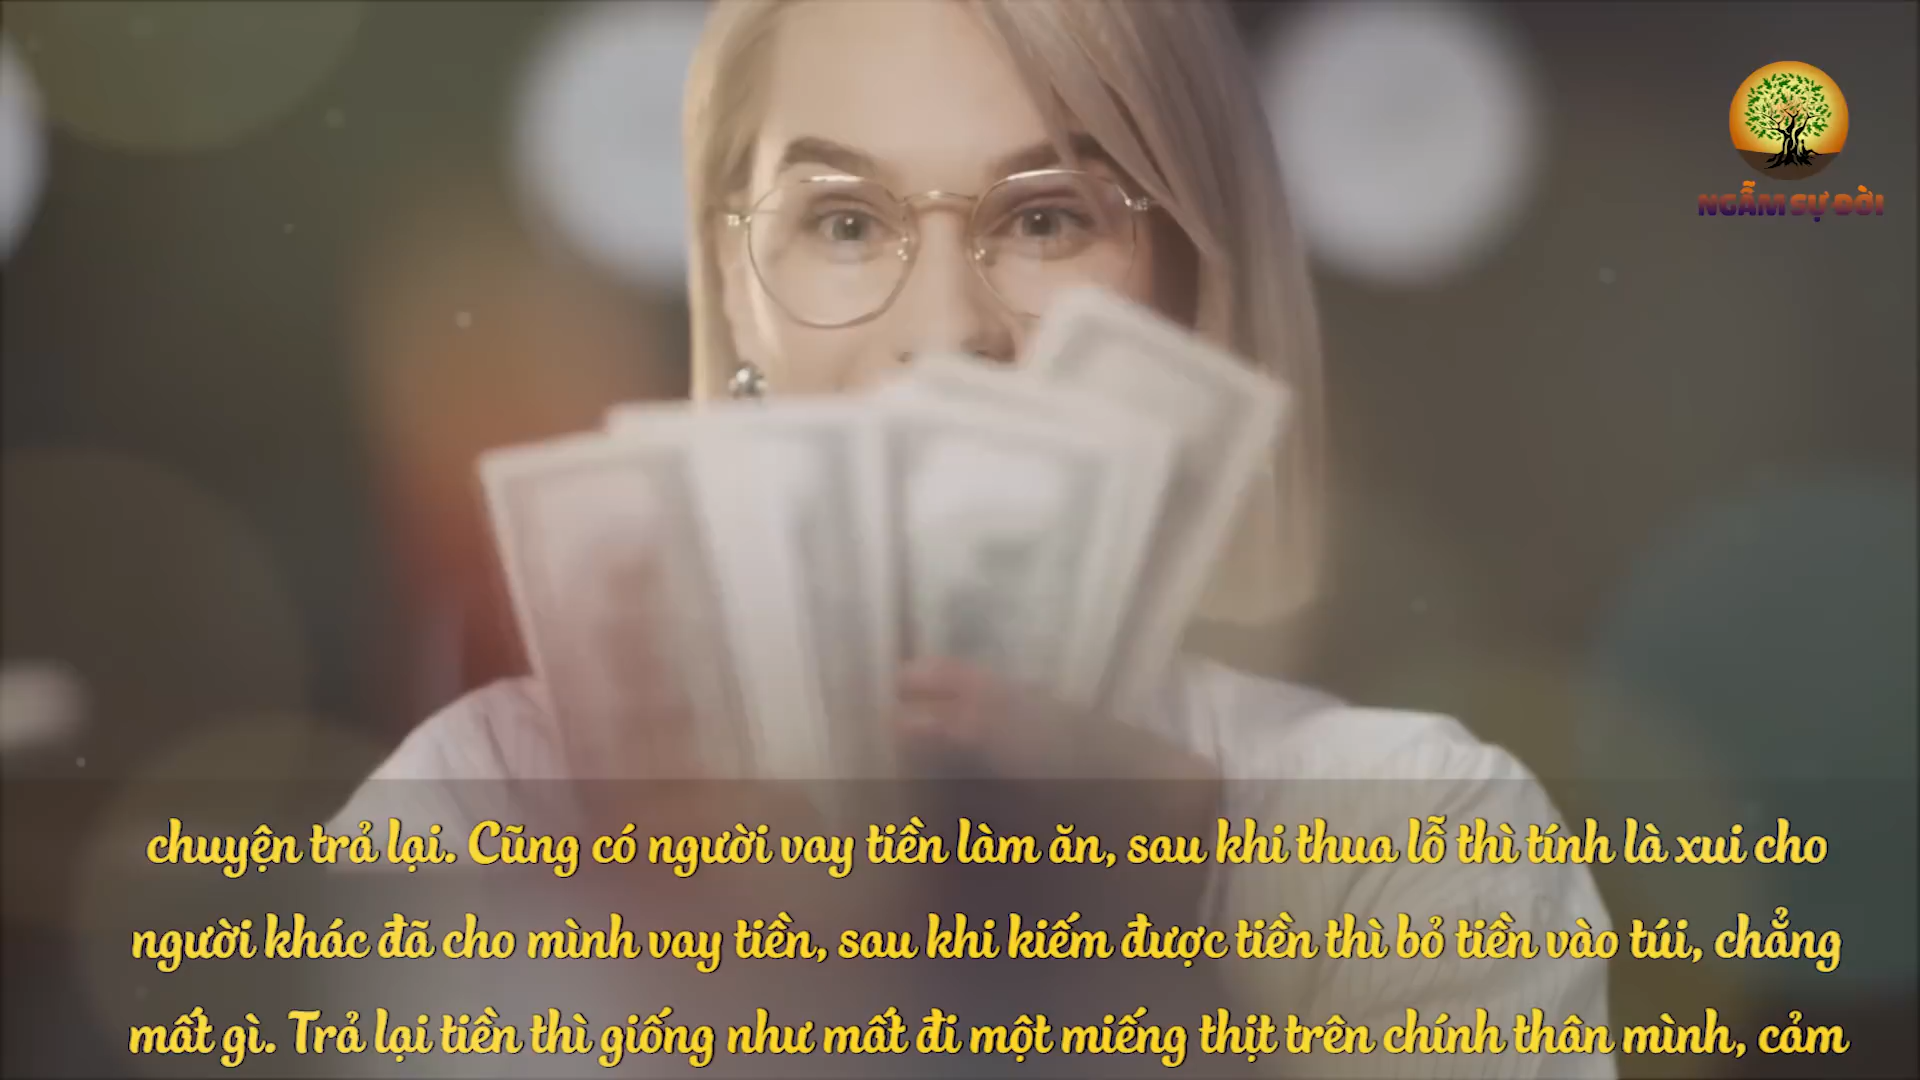 NGẪM SỰ ĐỜI
chuyện trả lại. Cũng có người vay tiền làm ăn, sau khi thua lỗ thì tính là xui cho
người khác đã cho mình vay tiền, sau khi kiếm được tiền thì bỏ tiền vào túi, chẳng
mất gì. Trả lại tiền thì giống như mất đi một miếng thịt trên chính thân mình, cảm